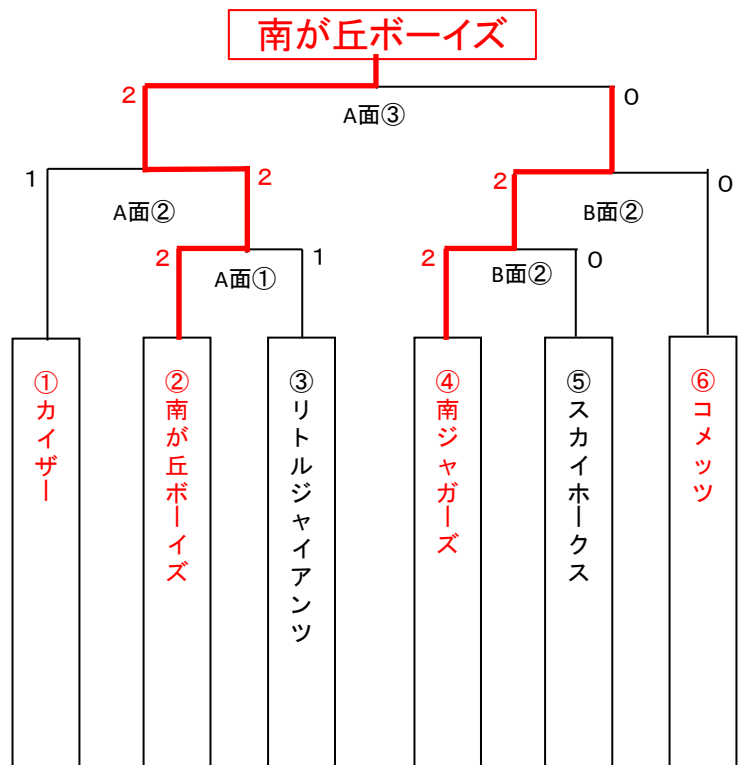 南が丘ボーイズ
2
0
A面③
1
2
2
0
A面②
B面②
2
1
2
0
A面①
B面②
①カイザー
②南が丘ボーイズ
③リトルジャイアンツ
④南ジャガーズ
⑤スカイホークス
⑥コメッツ